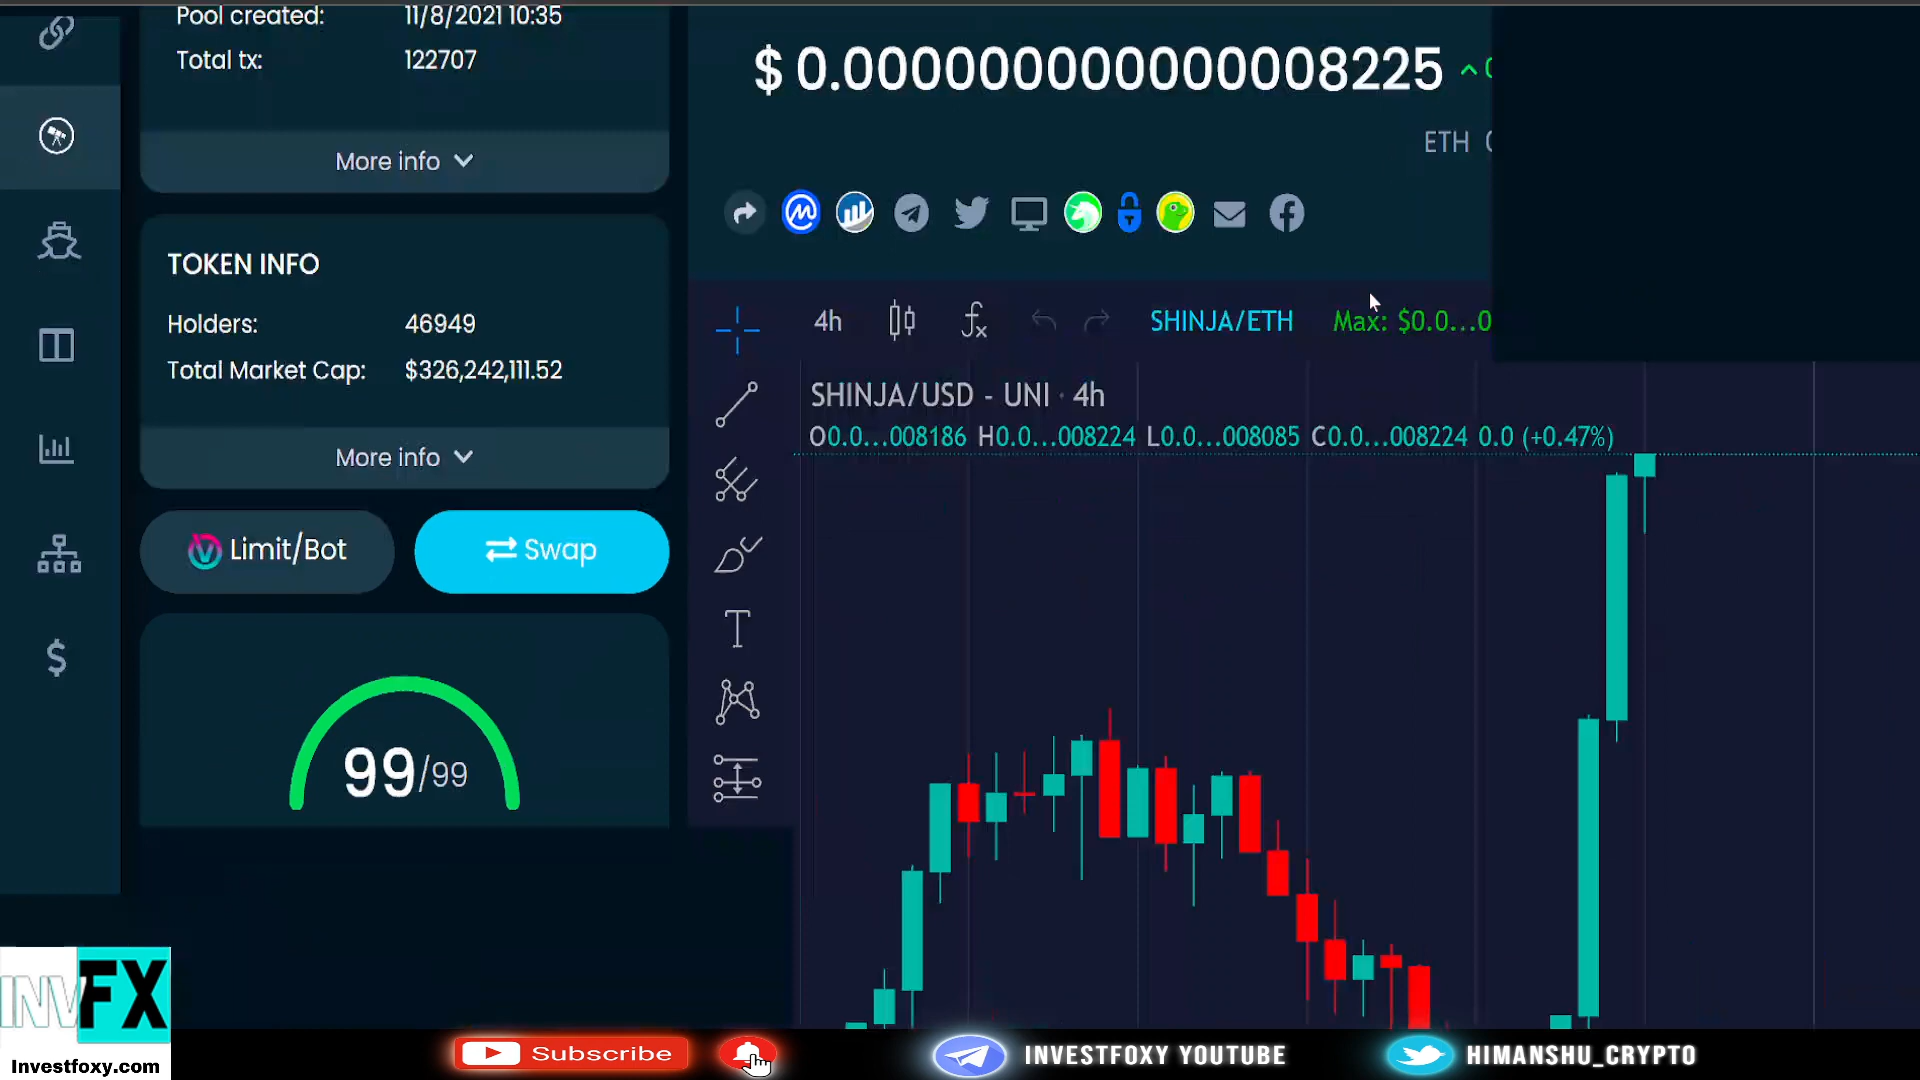 Pool created: 11/8/2021 10:35
Total tx: 122707
More info
TOKEN INFO
Holders: 46949
Total Market Cap: $326,242,111.52
More info
Limit/Bot Swap
99/99
$ 0.0000000000000008225
ETH
4h SHINJA/ETH Max: $0.0...0
SHINJA/USD - UNI · 4h
O0.0...008186 H0.0...008224 L0.0...008085 C0.0...008224 0.0 (+0.47%)
INVFX
Investfoxy.com
Subscribe INVESTFOXY YOUTUBE HIMANSHU_CRYPTO